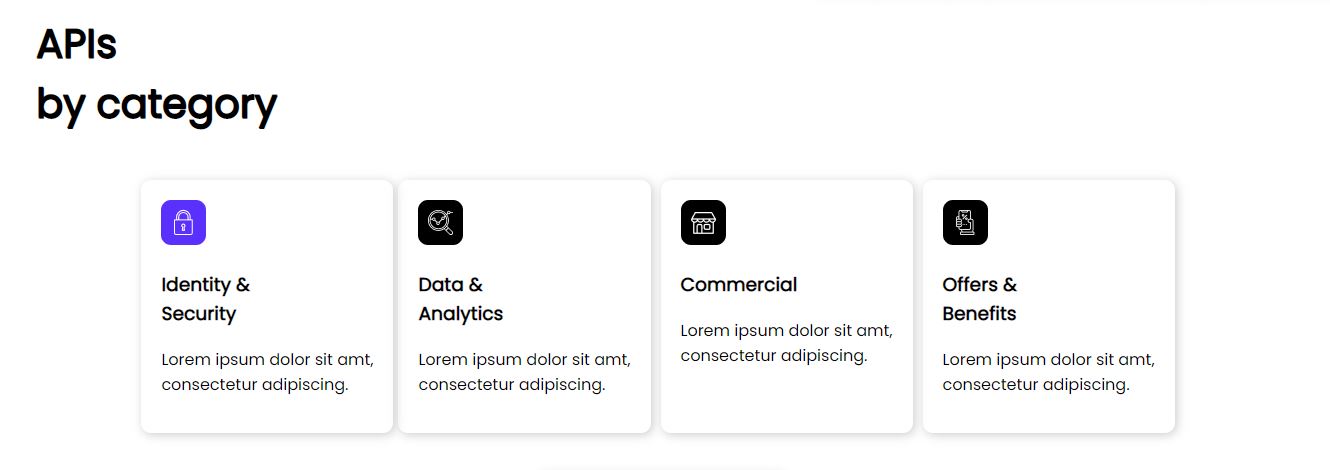 APIs
by category
Identity &
Security
Lorem ipsum dolor sit amt,
consectetur adipiscing.
Data &
Analytics
Lorem ipsum dolor sit amt,
consectetur adipiscing.
Commercial
Lorem ipsum dolor sit amt,
consectetur adipiscing.
Offers &
Benefits
Lorem ipsum dolor sit amt,
consectetur adipiscing.